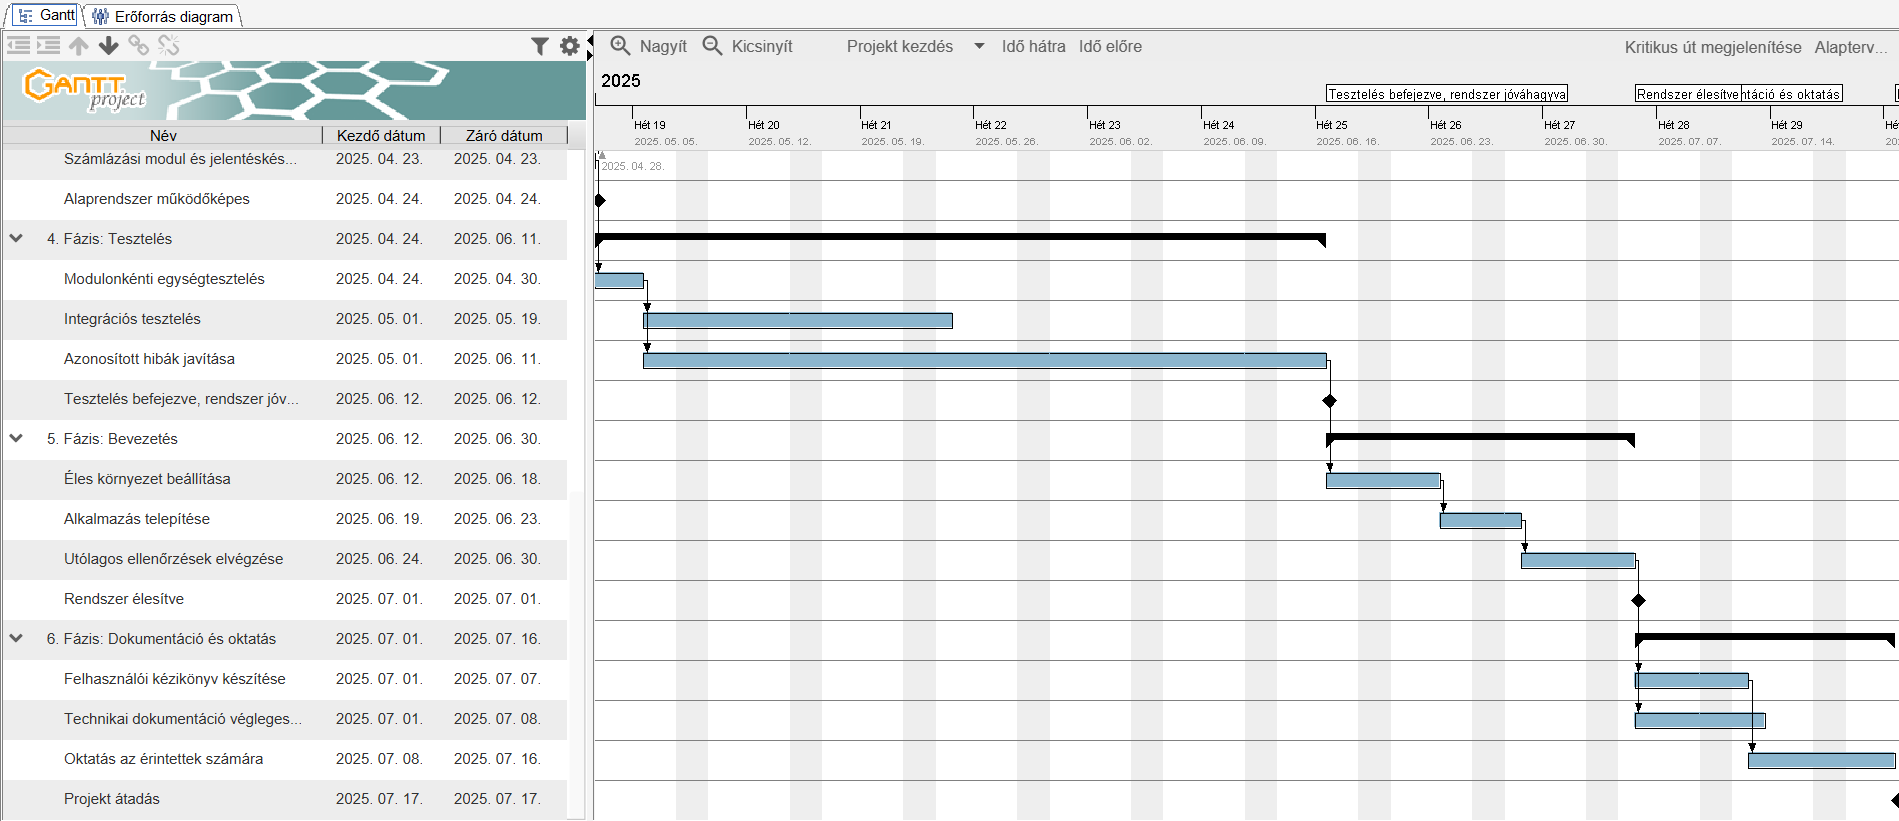 Gantt
Erőforrás diagram
Nagyít
Kicsinyít
Projekt kezdés
Idő hátra
Idő előre
Kritikus út megjelenítése
Alapterv...
GANTT
project
2025
Tesztelés befejezve, rendszer jóváhagyva
Rendszer élesítve
ntáció és oktatás
Név Kezdő dátum Záró dátum
Hét 19 Hét 20 Hét 21 Hét 22 Hét 23 Hét 24 Hét 25 Hét 26 Hét 27 Hét 28 Hét 29
2025. 05. 05. 2025. 05. 12. 2025. 05. 19. 2025. 05. 26. 2025. 06. 02. 2025. 06. 09. 2025. 06. 16. 2025. 06. 23. 2025. 06. 30. 2025. 07. 07. 2025. 07. 14.
2025. 04. 28.
Számlázási modul és jelentéskés... 2025. 04. 23. 2025. 04. 23.
Alaprendszer működőképes 2025. 04. 24. 2025. 04. 24.
4. Fázis: Tesztelés 2025. 04. 24. 2025. 06. 11.
Modulonkénti egységtesztelés 2025. 04. 24. 2025. 04. 30.
Integrációs tesztelés 2025. 05. 01. 2025. 05. 19.
Azonosított hibák javítása 2025. 05. 01. 2025. 06. 11.
Tesztelés befejezve, rendszer jóv... 2025. 06. 12. 2025. 06. 12.
5. Fázis: Bevezetés 2025. 06. 12. 2025. 06. 30.
Éles környezet beállítása 2025. 06. 12. 2025. 06. 18.
Alkalmazás telepítése 2025. 06. 19. 2025. 06. 23.
Utólagos ellenőrzések elvégzése 2025. 06. 24. 2025. 06. 30.
Rendszer élesítve 2025. 07. 01. 2025. 07. 01.
6. Fázis: Dokumentáció és oktatás 2025. 07. 01. 2025. 07. 16.
Felhasználói kézikönyv készítése 2025. 07. 01. 2025. 07. 07.
Technikai dokumentáció végleges... 2025. 07. 01. 2025. 07. 08.
Oktatás az érintettek számára 2025. 07. 08. 2025. 07. 16.
Projekt átadás 2025. 07. 17. 2025. 07. 17.